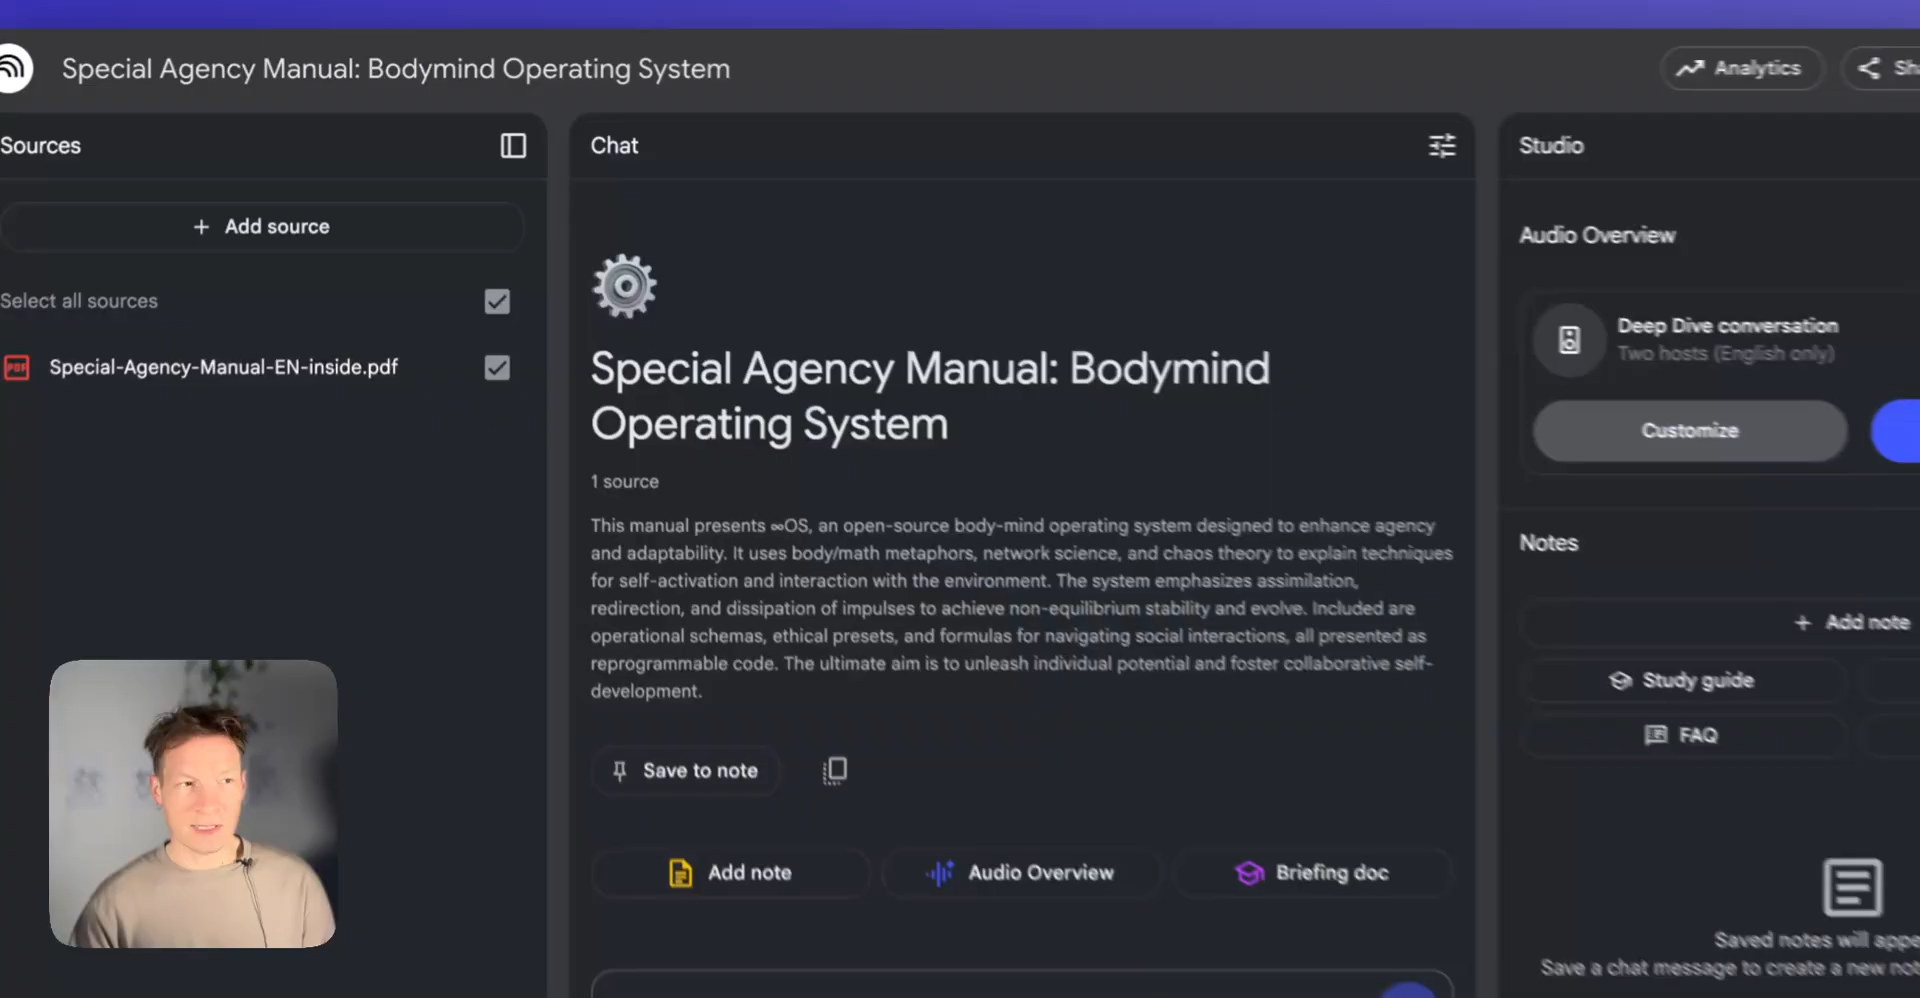 Special Agency Manual: Bodymind Operating System
Analytics
Sources
Add source
Select all sources
PDF
Special-Agency-Manual-EN-inside.pdf
Chat
Special Agency Manual: Bodymind
Operating System
1 source
This manual presents ∞OS, an open-source body-mind operating system designed to enhance agency
and adaptability. It uses body/math metaphors, network science, and chaos theory to explain techniques
for self-activation and interaction with the environment. The system emphasizes assimilation,
redirection, and dissipation of impulses to achieve non-equilibrium stability and evolve. Included are
operational schemas, ethical presets, and formulas for navigating social interactions, all presented as
reprogrammable code. The ultimate aim is to unleash individual potential and foster collaborative self-
development.
Save to note
Add note
Audio Overview
Briefing doc
Studio
Audio Overview
Deep Dive conversation
Two hosts (English only)
Customize
Notes
Add note
Study guide
FAQ
Saved notes will
Save a chat message to create a new